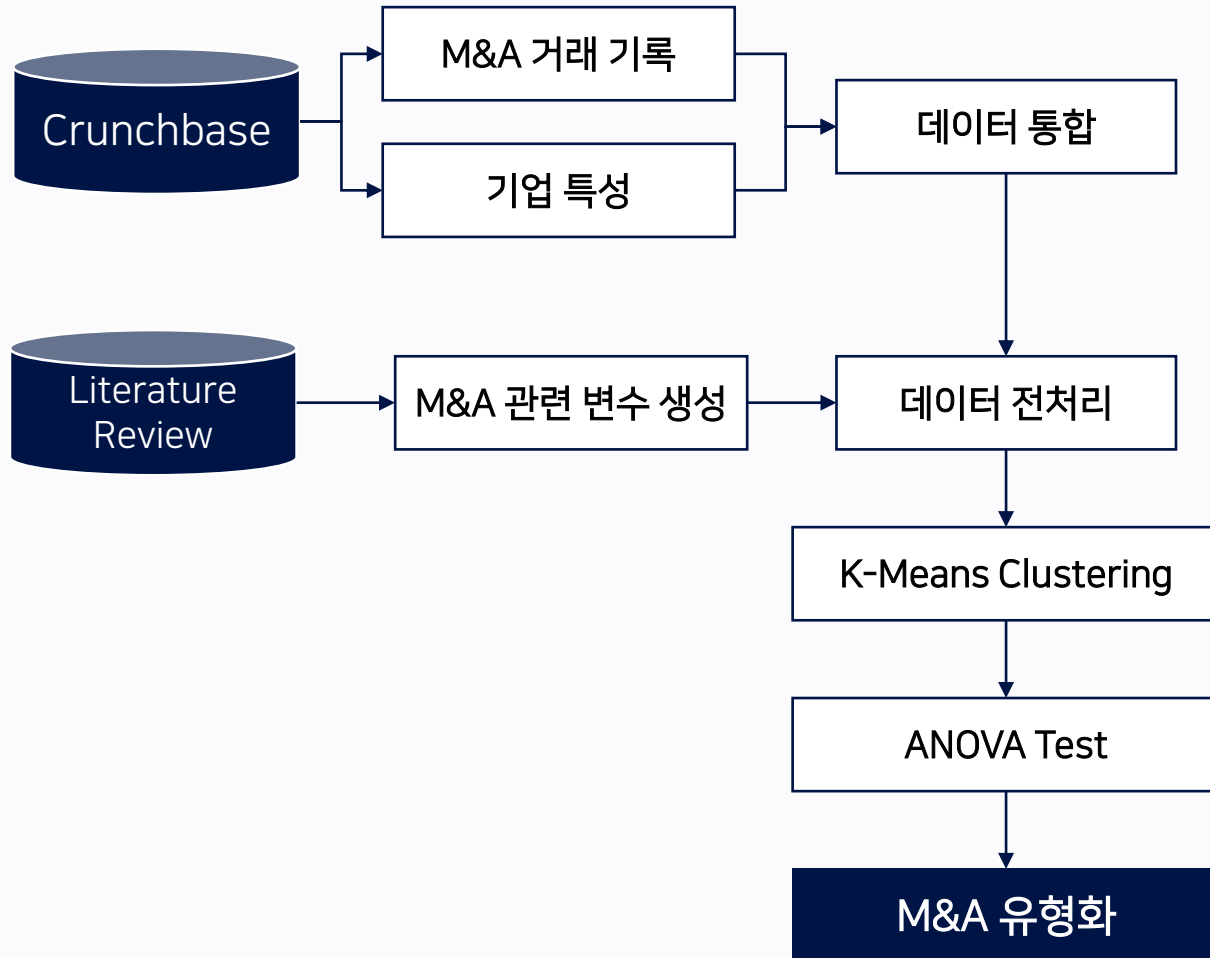 Crunchbase
M&A 거래 기록
기업 특성
데이터 통합
Literature
Review
M&A 관련 변수 생성
데이터 전처리
K-Means Clustering
ANOVA Test
M&A 유형화